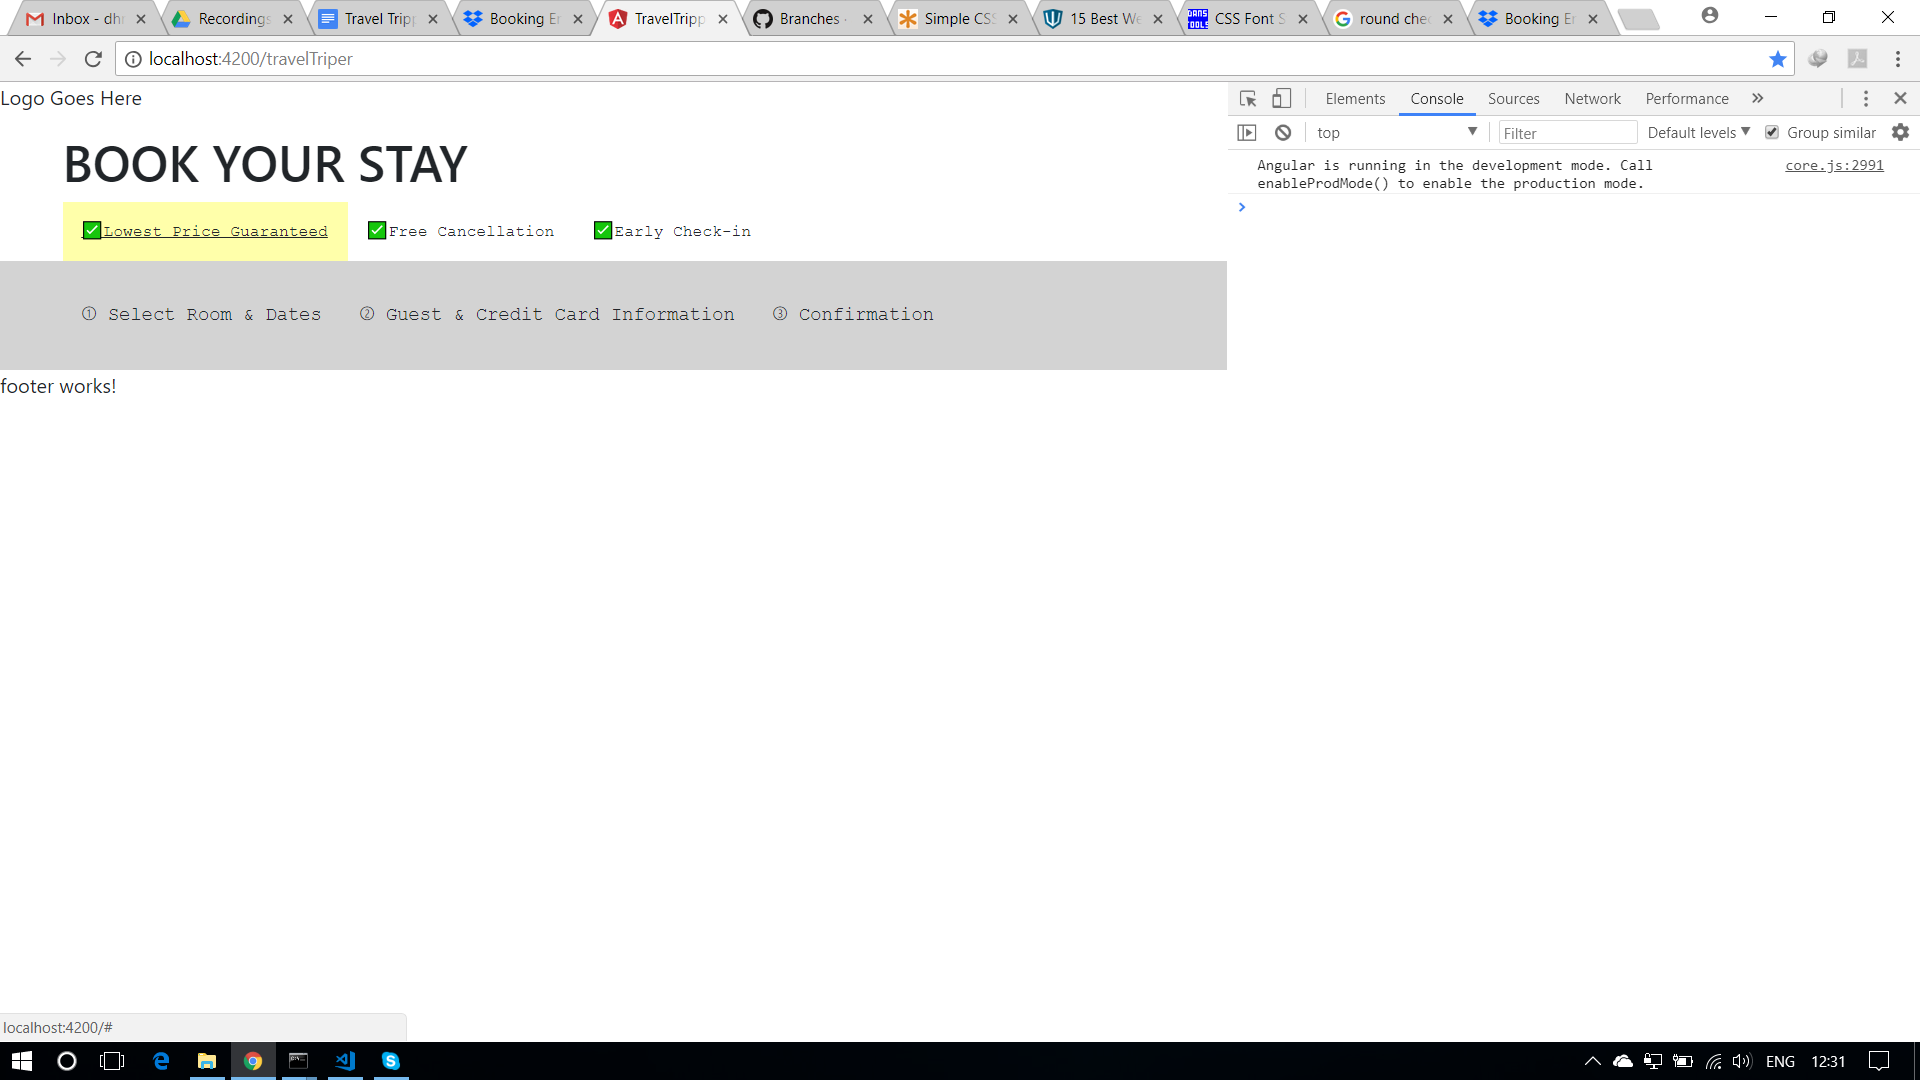 Inbox - dh
Recordings
Travel Tripp
Booking En
TravelTripp
Branches ·
Simple CSS
15 Best We
CSS Font S
round chec
Booking En
localhost:4200/travelTriper
Logo Goes Here
BOOK YOUR STAY
✅Lowest Price Guaranteed ✅Free Cancellation ✅Early Check-in
① Select Room & Dates ② Guest & Credit Card Information ③ Confirmation
footer works!
Elements Console Sources Network Performance »
top Filter Default levels Group similar
Angular is running in the development mode. Call core.js:2991
enableProdMode() to enable the production mode.
localhost:4200/#
ENG 12:31